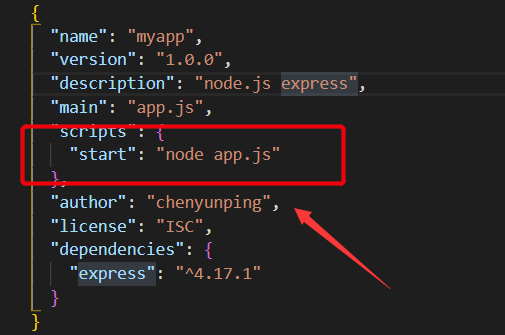 {
"name": "myapp",
"version": "1.0.0",
"description": "node.js express",
"main": "app.js",
"scripts": {
"start": "node app.js"
},
"author": "chenyunping",
"license": "ISC",
"dependencies": {
"express": "^4.17.1"
}
}